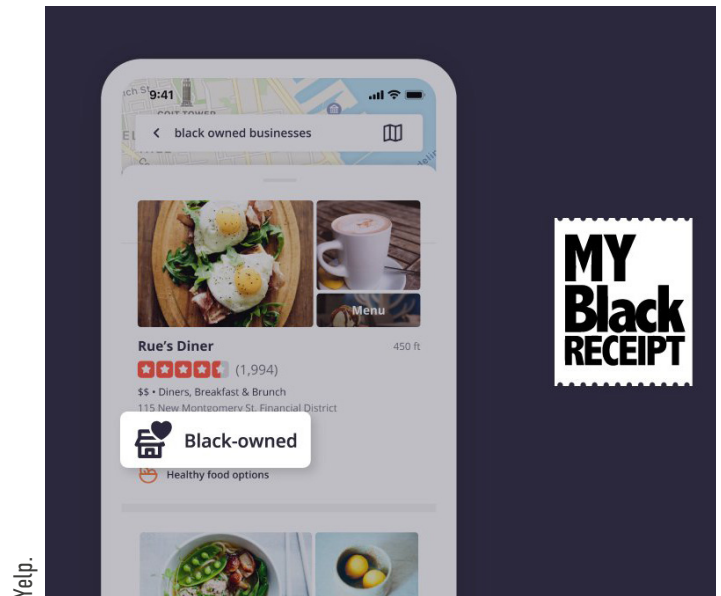 9:41
COIT TOWER
black owned businesses
Menu
Rue's Diner
450 ft
(1,994)
$$ • Diners, Breakfast & Brunch
115 New Montgomery St, Financial District
Black-owned
Healthy food options
MY
Black
RECEIPT
Yelp.